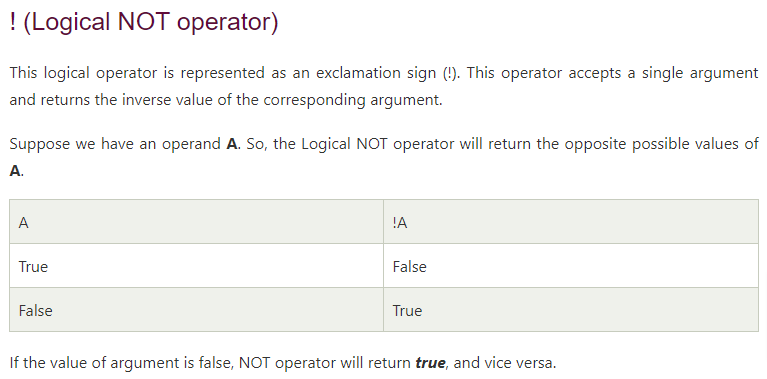 ! (Logical NOT operator)
This logical operator is represented as an exclamation sign (!). This operator accepts a single argument
and returns the inverse value of the corresponding argument.
Suppose we have an operand A. So, the Logical NOT operator will return the opposite possible values of
A.
A !A
True False
False True
If the value of argument is false, NOT operator will return true, and vice versa.